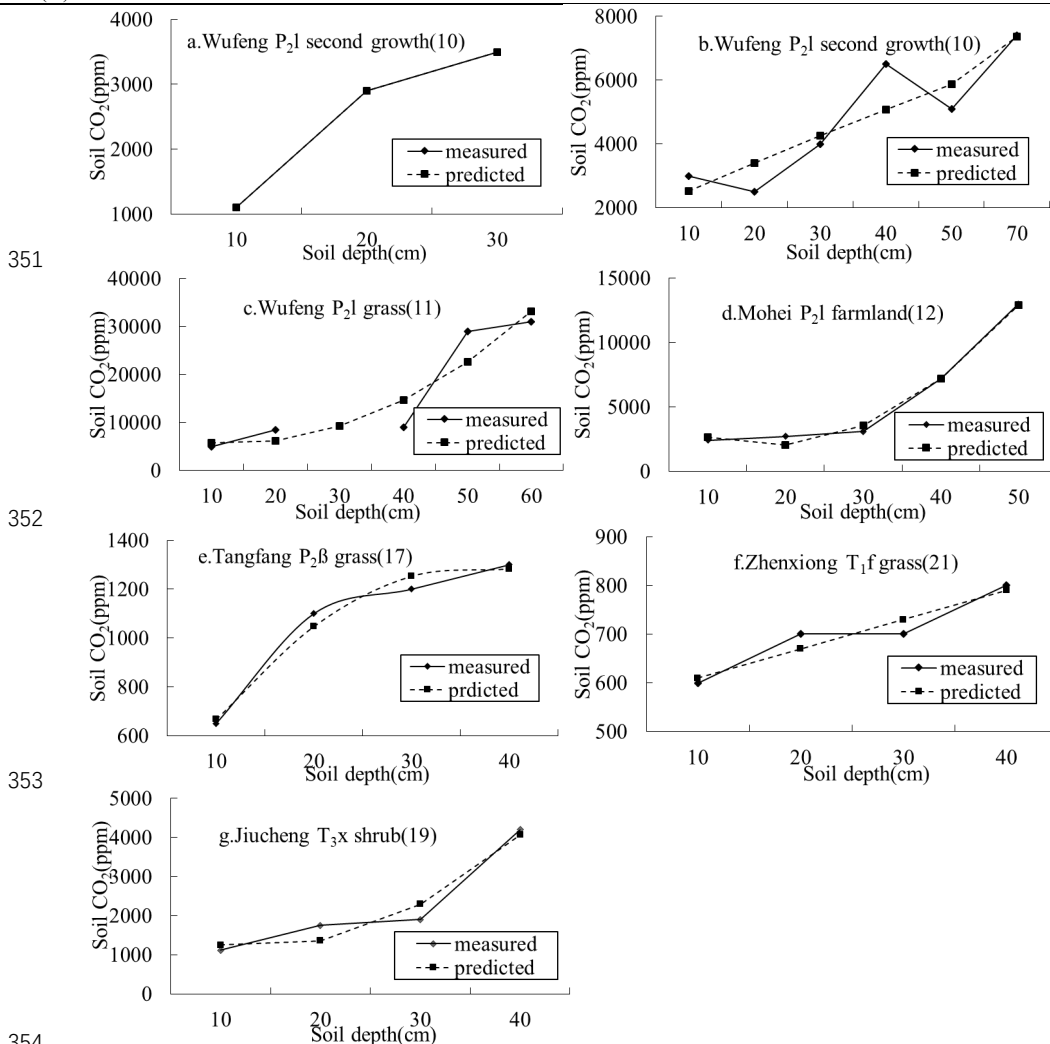 4000
a.Wufeng P₂l second growth(10)
3000
2000
1000
Soil CO₂(ppm)
measured
predicted
10 20 30
Soil depth(cm)
8000
b.Wufeng P₂l second growth(10)
6000
4000
2000
Soil CO₂(ppm)
measured
predicted
10 20 30 40 50 70
Soil depth(cm)
351
40000
c.Wufeng P₂l grass(11)
30000
20000
10000
0
Soil CO₂(ppm)
measured
predicted
10 20 30 40 50 60
Soil depth(cm)
15000
d.Mohei P₂l farmland(12)
10000
5000
0
Soil CO₂(ppm)
measured
predicted
10 20 30 40 50
Soil depth(cm)
352
1400
e.Tangfang P₂ß grass(17)
1200
1000
800
600
Soil CO₂(ppm)
measured
prdicted
10 20 30 40
Soil depth(cm)
900
f.Zhenxiong T₁f grass(21)
800
700
600
500
Soil CO₂(ppm)
measured
predicted
10 20 30 40
Soil depth(cm)
353
5000
g.Jiucheng T₃x shrub(19)
4000
3000
2000
1000
0
Soil CO₂(ppm)
measured
predicted
10 20 30 40
Soil depth(cm)
354